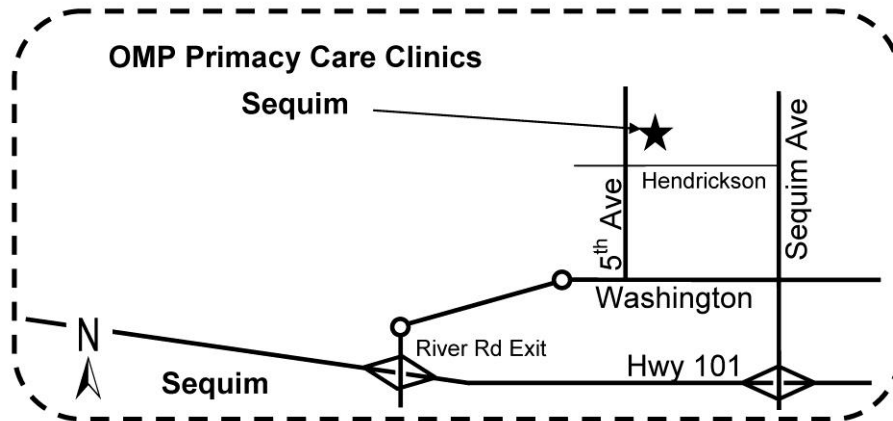 OMP Primacy Care Clinics
Sequim
Hendrickson
Sequim Ave
5th Ave
Washington
N
River Rd Exit
Hwy 101
Sequim